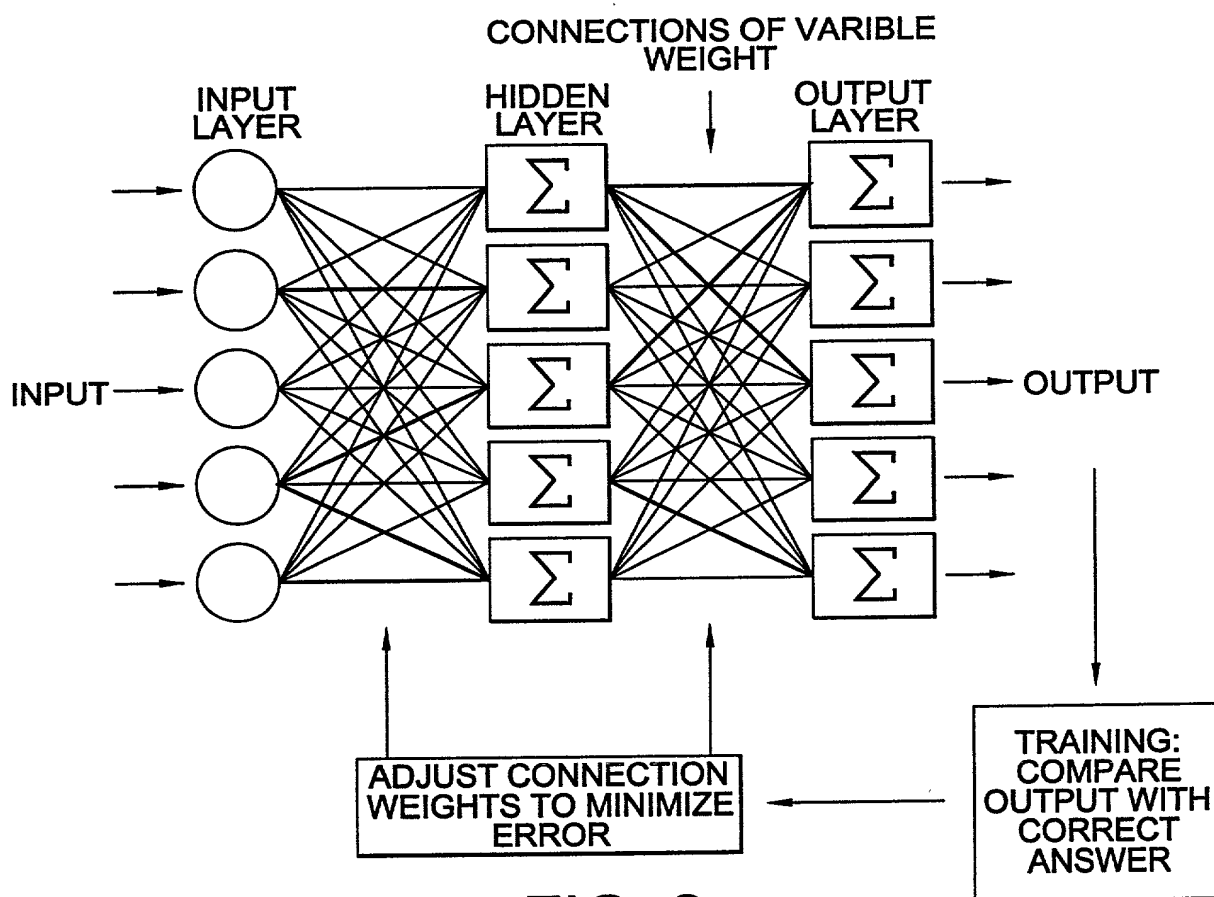 CONNECTIONS OF VARIBLE
WEIGHT
INPUT
LAYER
HIDDEN
LAYER
OUTPUT
LAYER
Σ
Σ
Σ
Σ
Σ
Σ
Σ
Σ
Σ
Σ
INPUT
OUTPUT
ADJUST CONNECTION
WEIGHTS TO MINIMIZE
ERROR
TRAINING:
COMPARE
OUTPUT WITH
CORRECT
ANSWER